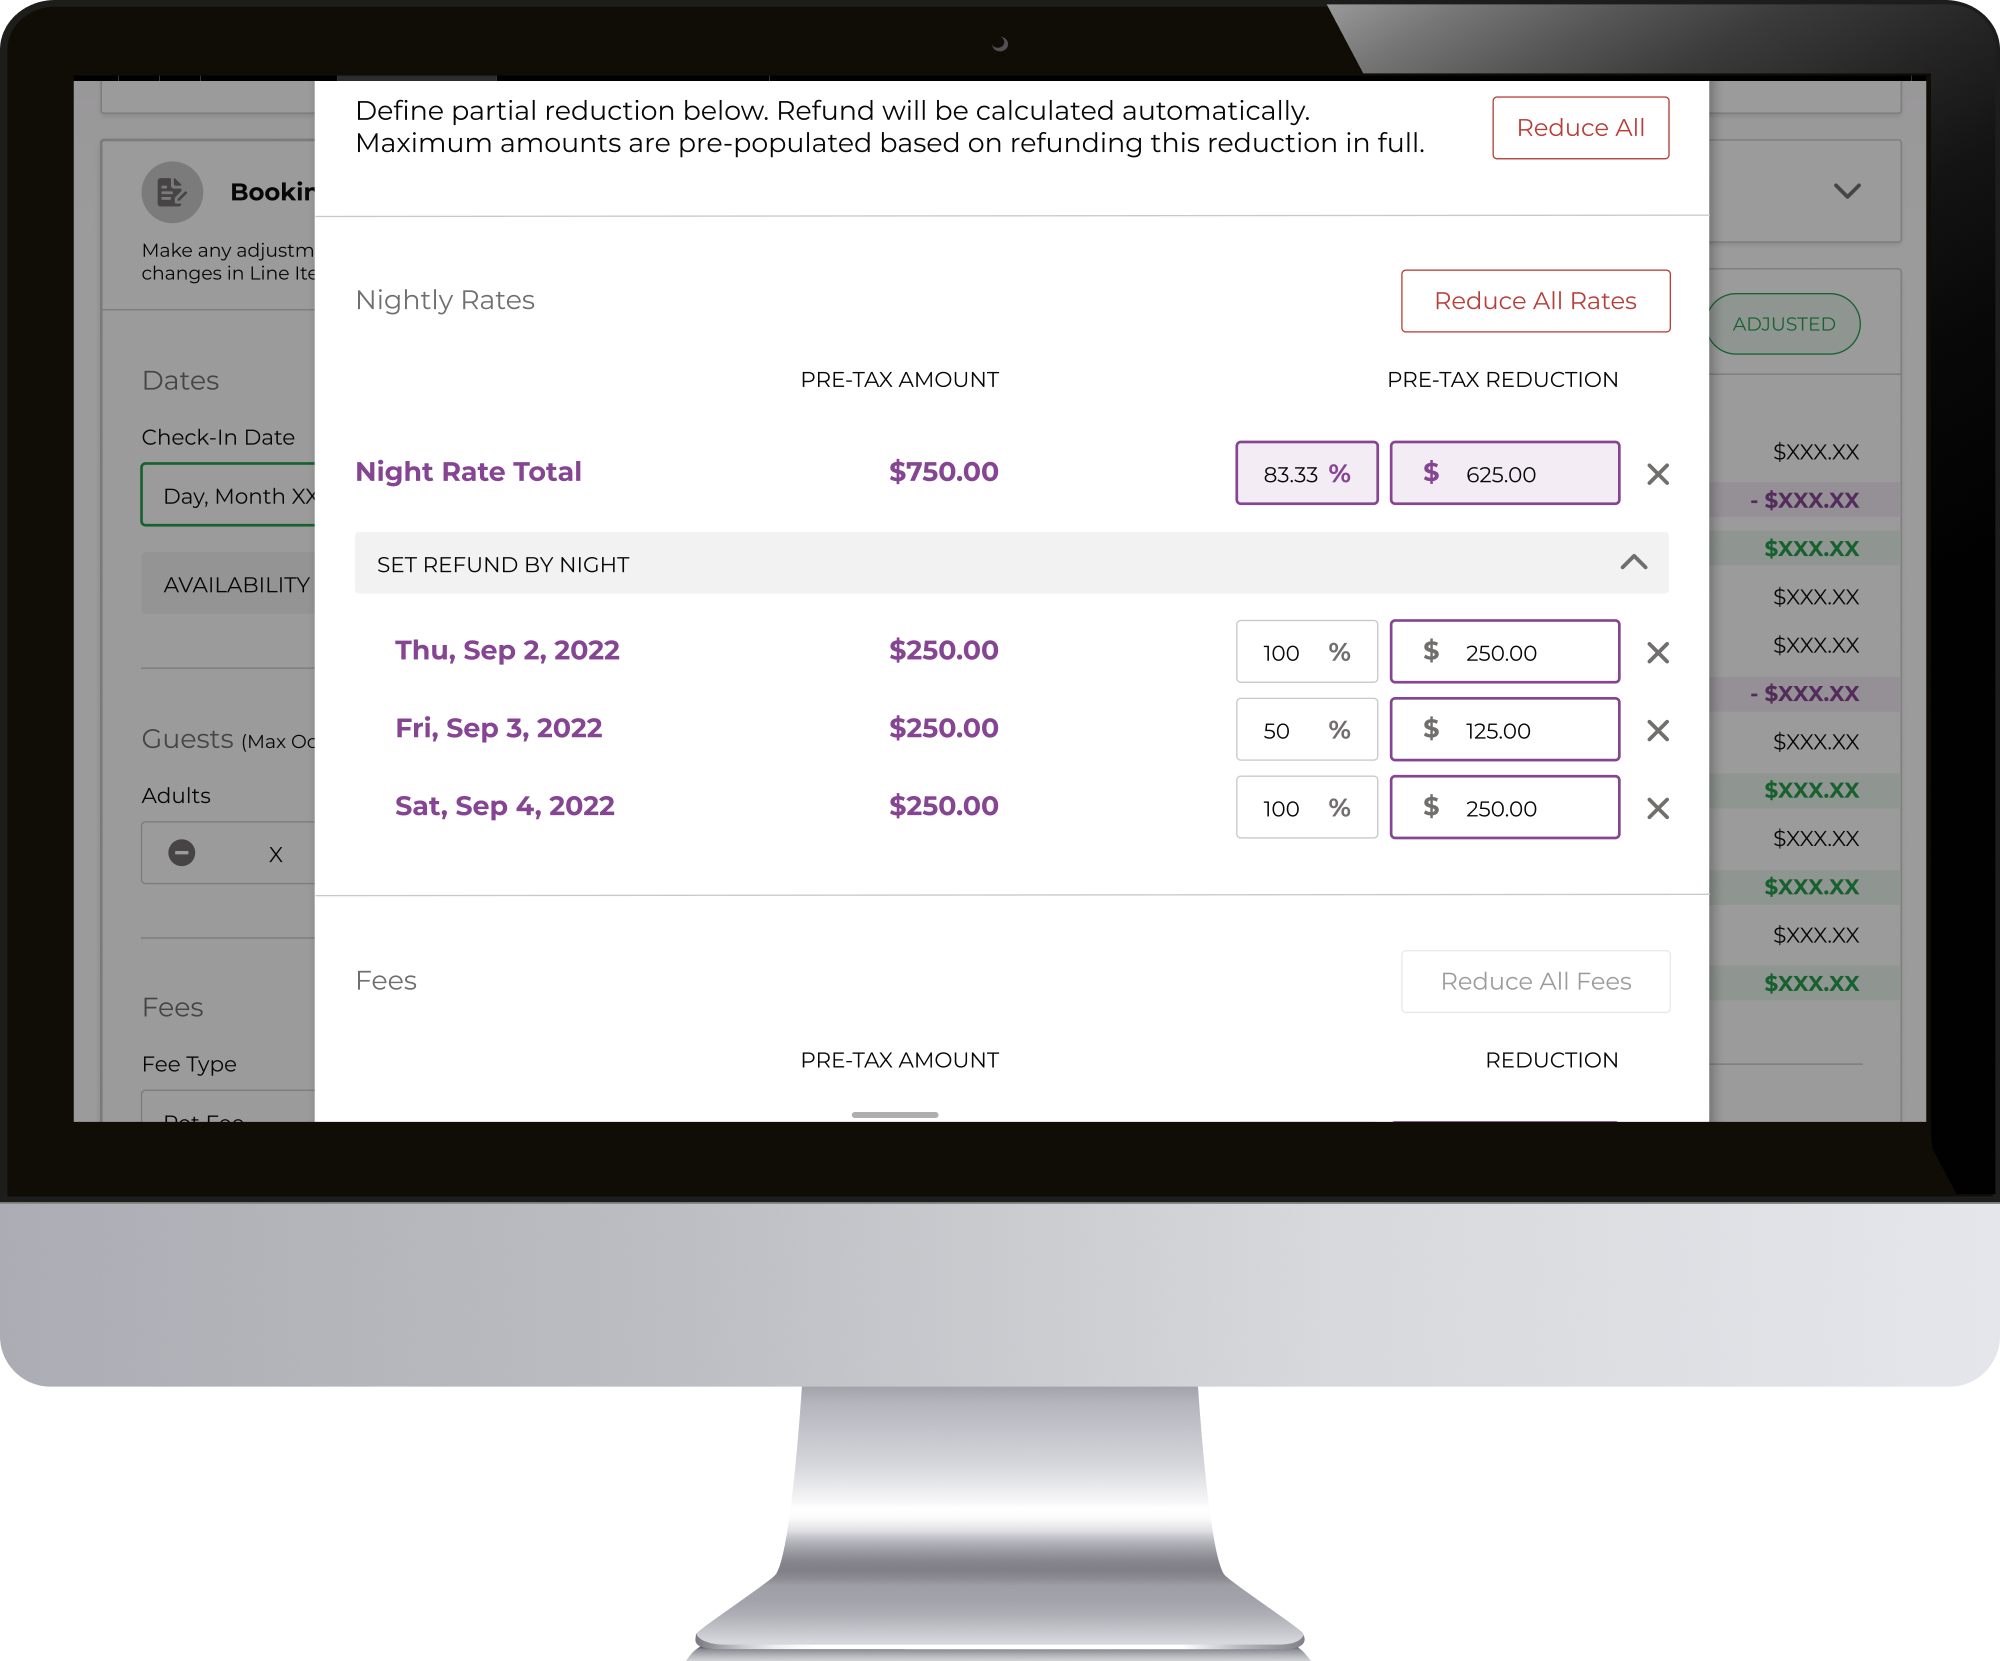 Define partial reduction below. Refund will be calculated automatically.
Maximum amounts are pre-populated based on refunding this reduction in full.
Reduce All
Make any adjustm
changes in Line Ite
Nightly Rates
Reduce All Rates
ADJUSTED
PRE-TAX AMOUNT PRE-TAX REDUCTION
Night Rate Total $750.00 83.33 % $ 625.00
SET REFUND BY NIGHT
Thu, Sep 2, 2022 $250.00 100 % $ 250.00
Fri, Sep 3, 2022 $250.00 50 % $ 125.00
Sat, Sep 4, 2022 $250.00 100 % $ 250.00
Fees
Reduce All Fees
PRE-TAX AMOUNT REDUCTION
Bookin
Dates
Check-In Date
Day, Month XX
AVAILABILITY
Guests (Max Oc
Adults
X
Fees
Fee Type
$XXX.XX
- $XXX.XX
$XXX.XX
$XXX.XX
$XXX.XX
- $XXX.XX
$XXX.XX
$XXX.XX
$XXX.XX
$XXX.XX
$XXX.XX
$XXX.XX